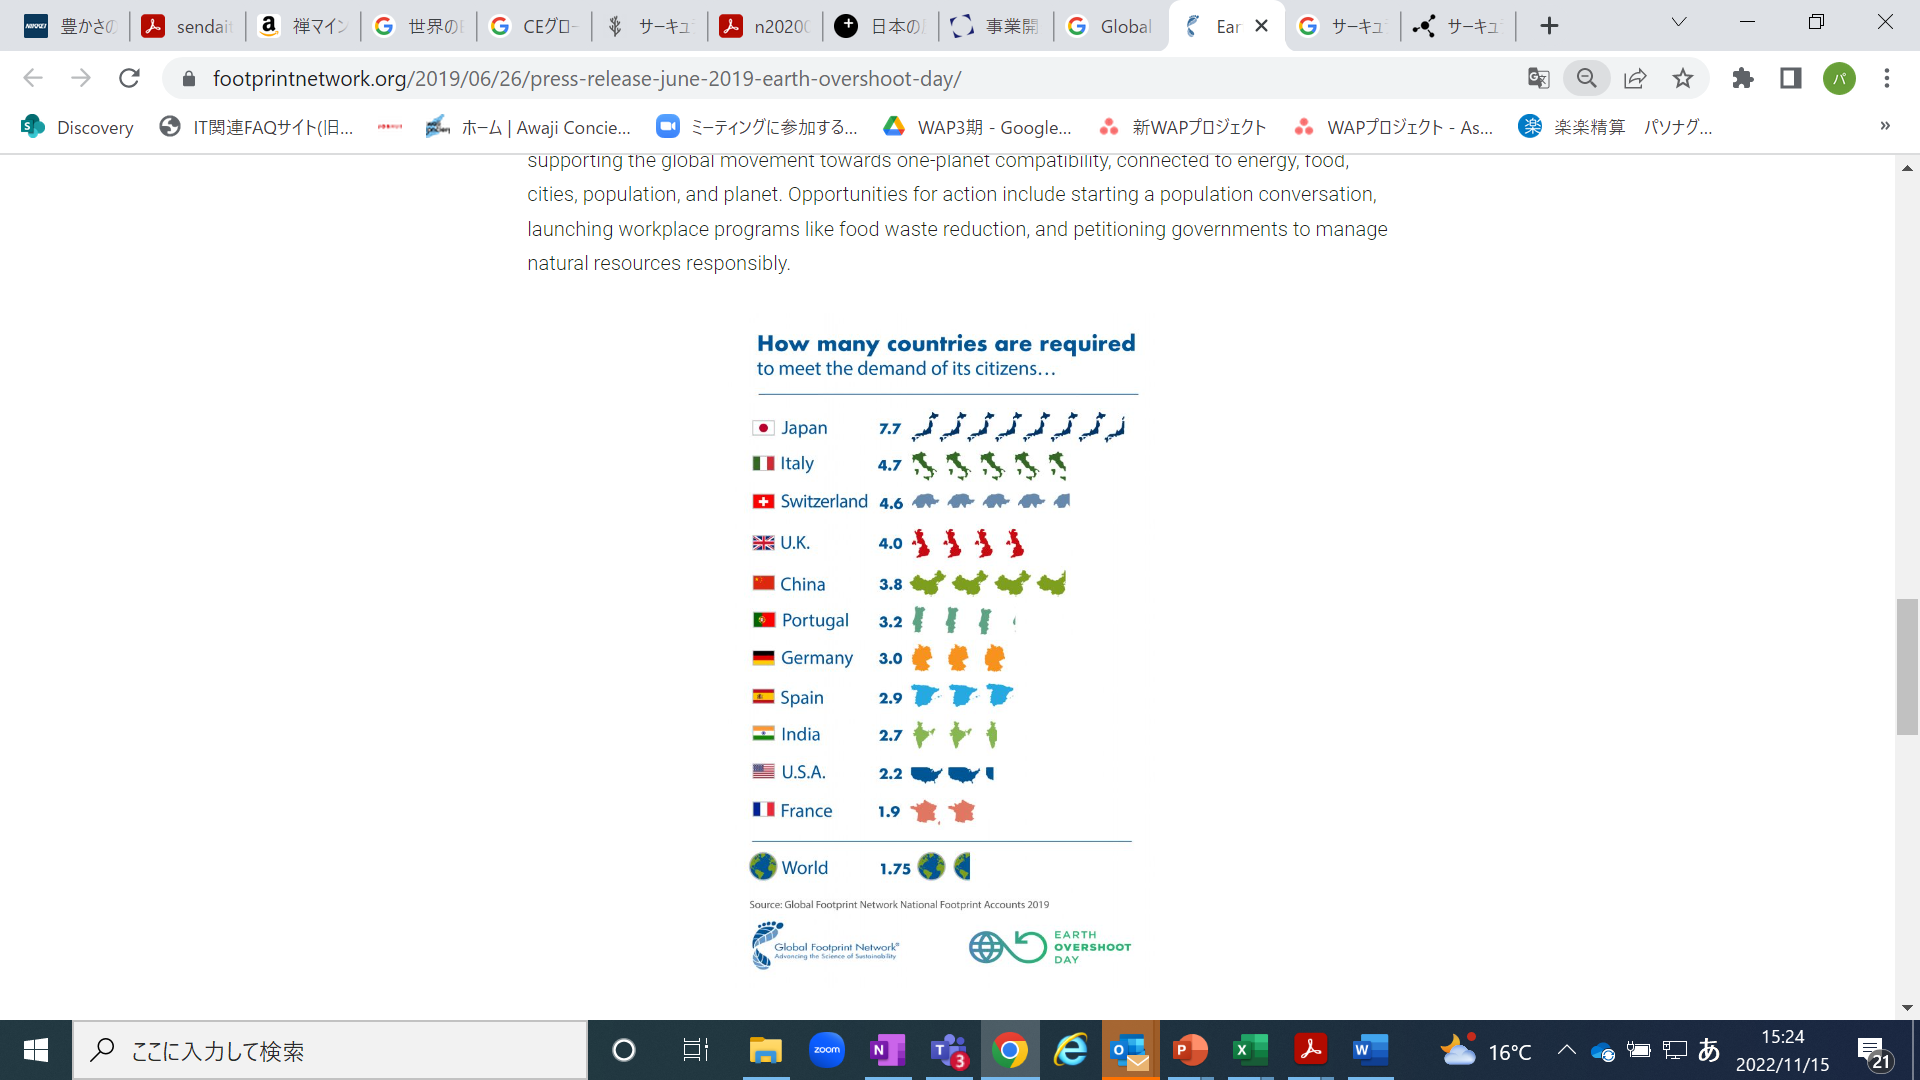 豊かさの
sendait
禅マイン
世界の
CEグロー
サーキュ
n2020
日本の
事業開
Global
Ear
サーキュ
サーキュ
footprintnetwork.org/2019/06/26/press-release-june-2019-earth-overshoot-day/
パ
Discovery
IT関連FAQサイト(旧...
ホーム | Awaji Concie...
ミーティングに参加する...
WAP3期 - Google...
新WAPプロジェクト
WAPプロジェクト - As...
楽楽精算 パソナグ...
supporting the global movement towards one-planet compatibility, connected to energy, food,
cities, population, and planet. Opportunities for action include starting a population conversation,
launching workplace programs like food waste reduction, and petitioning governments to manage
natural resources responsibly.
How many countries are required
to meet the demand of its citizens...
Japan 7.7
Italy 4.7
Switzerland 4.6
U.K. 4.0
China 3.8
Portugal 3.2
Germany 3.0
Spain 2.9
India 2.7
U.S.A. 2.2
France 1.9
World 1.75
Source: Global Footprint Network National Footprint Accounts 2019
Global Footprint Network®
Advancing the Science of Sustainability
EARTH
OVERSHOOT
DAY
ここに入力して検索
zoom
3
16°C
あ
15:24
2022/11/15
21